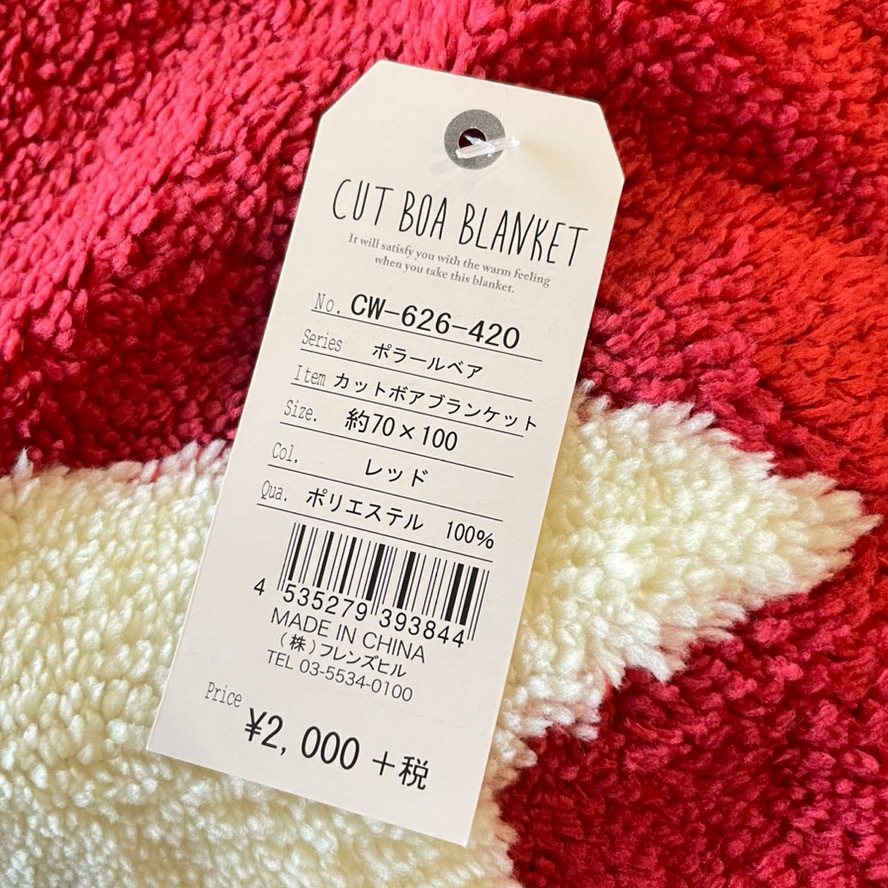 CUT BOA BLANKET
It will satisfy you with the warm feeling
when you take this blanket.
No. CW-626-420
Series ポラールベア
Item カットボアブランケット
Size. 約70×100
Col. レッド
Qua. ポリエステル 100%
4 535279 393844
MADE IN CHINA
(株)フレンズヒル
TEL 03-5534-0100
Price ¥2,000 +税